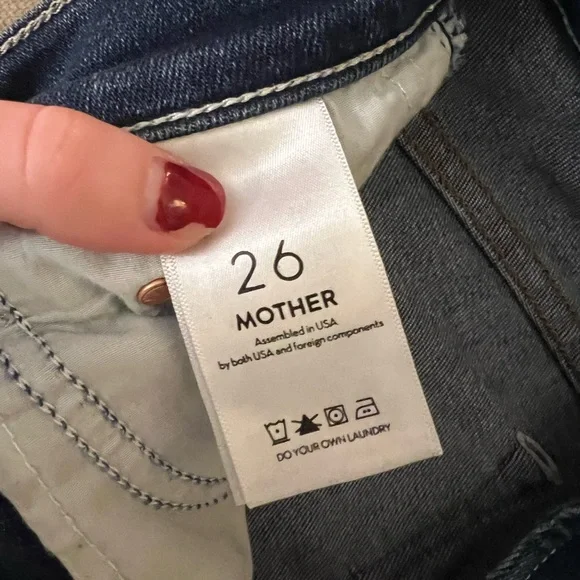 26
MOTHER
Assembled in USA
by both USA and foreign components
DO YOUR OWN LAUNDRY